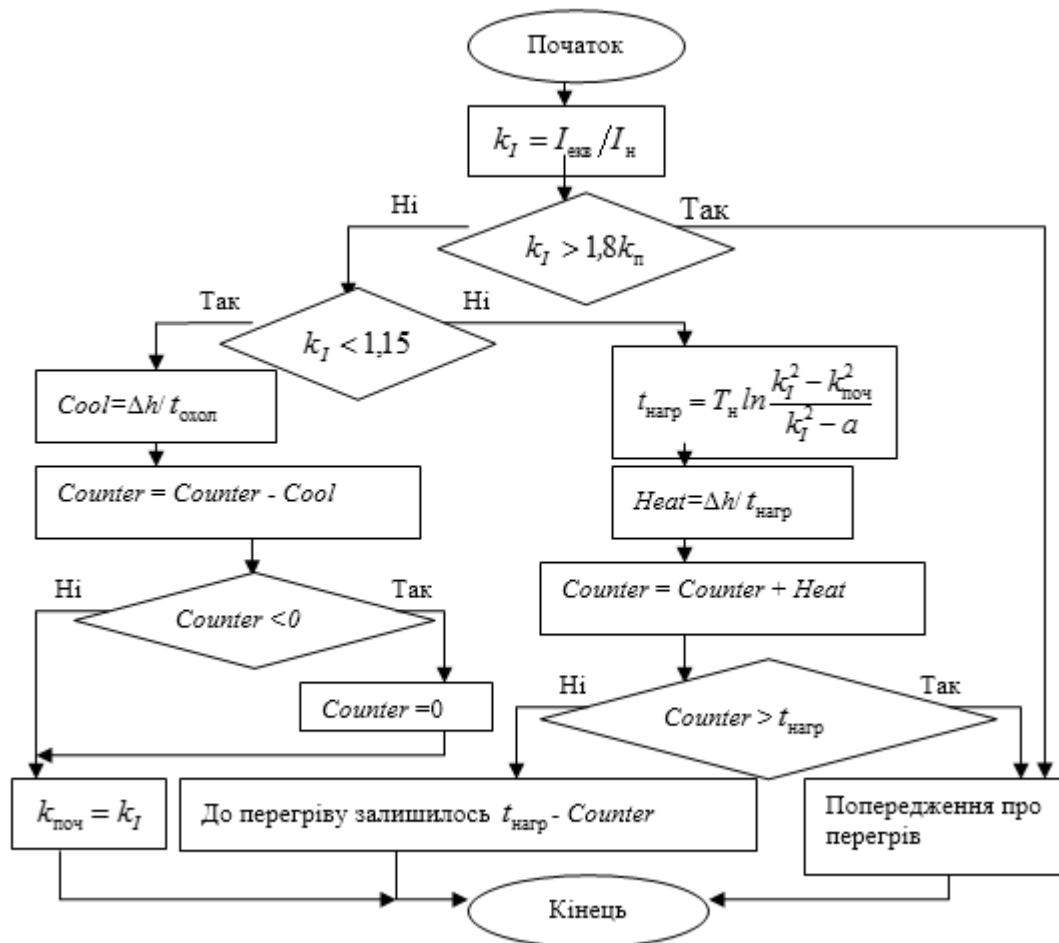 Початок
k_I = I_екв / I_н
Ні
Так
k_I > 1,8k_п
Так
Ні
k_I < 1,15
Cool=Δh/ t_охол
t_нагр = T_н ln (k_I^2 − k_поч^2) / (k_I^2 − a)
Counter = Counter - Cool
Heat=Δh/ t_нагр
Counter = Counter + Heat
Ні
Так
Counter <0
Counter =0
Ні
Так
Counter > t_нагр
k_поч = k_I
До перегріву залишилось t_нагр - Counter
Попередження про
перегрів
Кінець